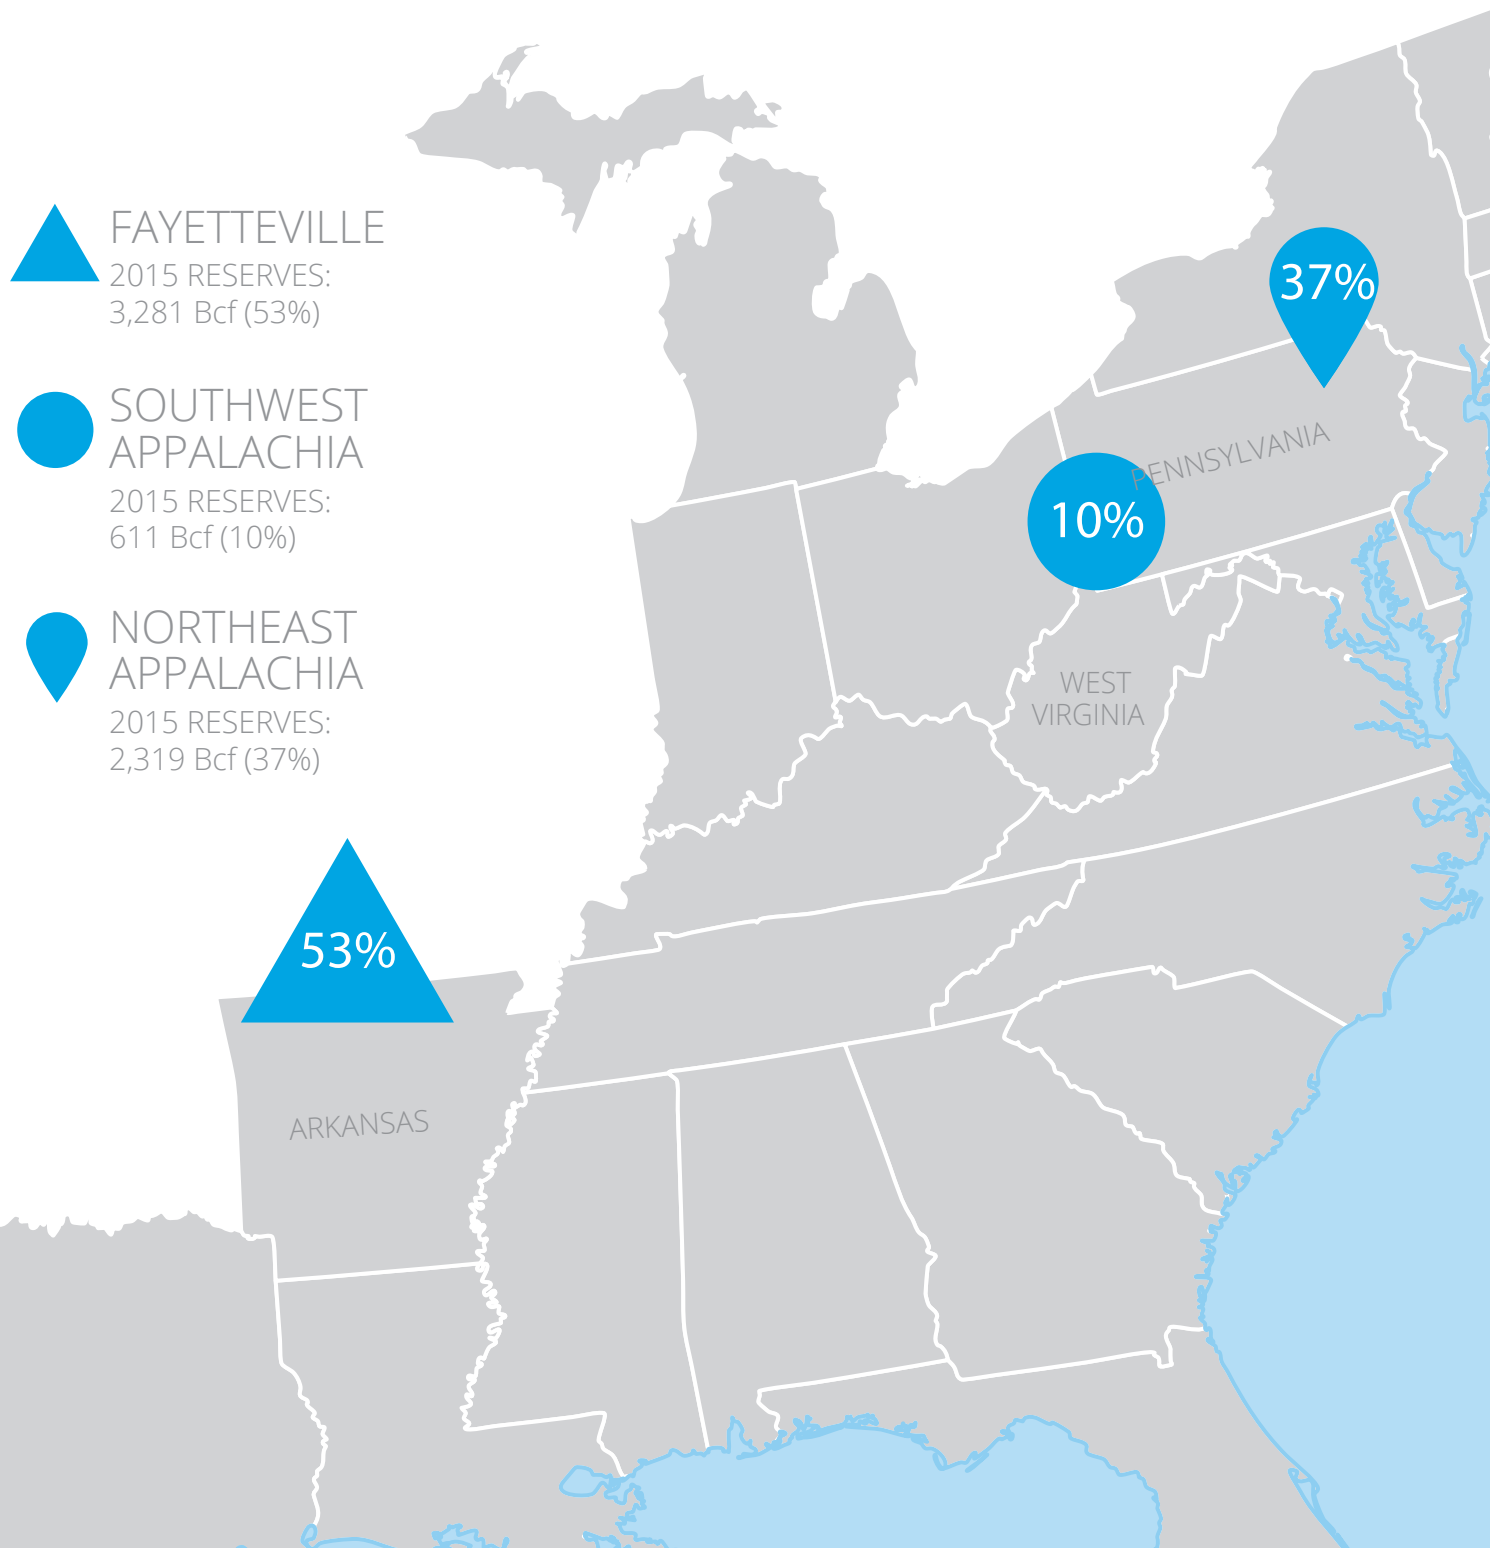 FAYETTEVILLE
2015 RESERVES:
3,281 Bcf (53%)
SOUTHWEST
APPALACHIA
2015 RESERVES:
611 Bcf (10%)
NORTHEAST
APPALACHIA
2015 RESERVES:
2,319 Bcf (37%)
37%
PENNSYLVANIA
10%
WEST
VIRGINIA
53%
ARKANSAS